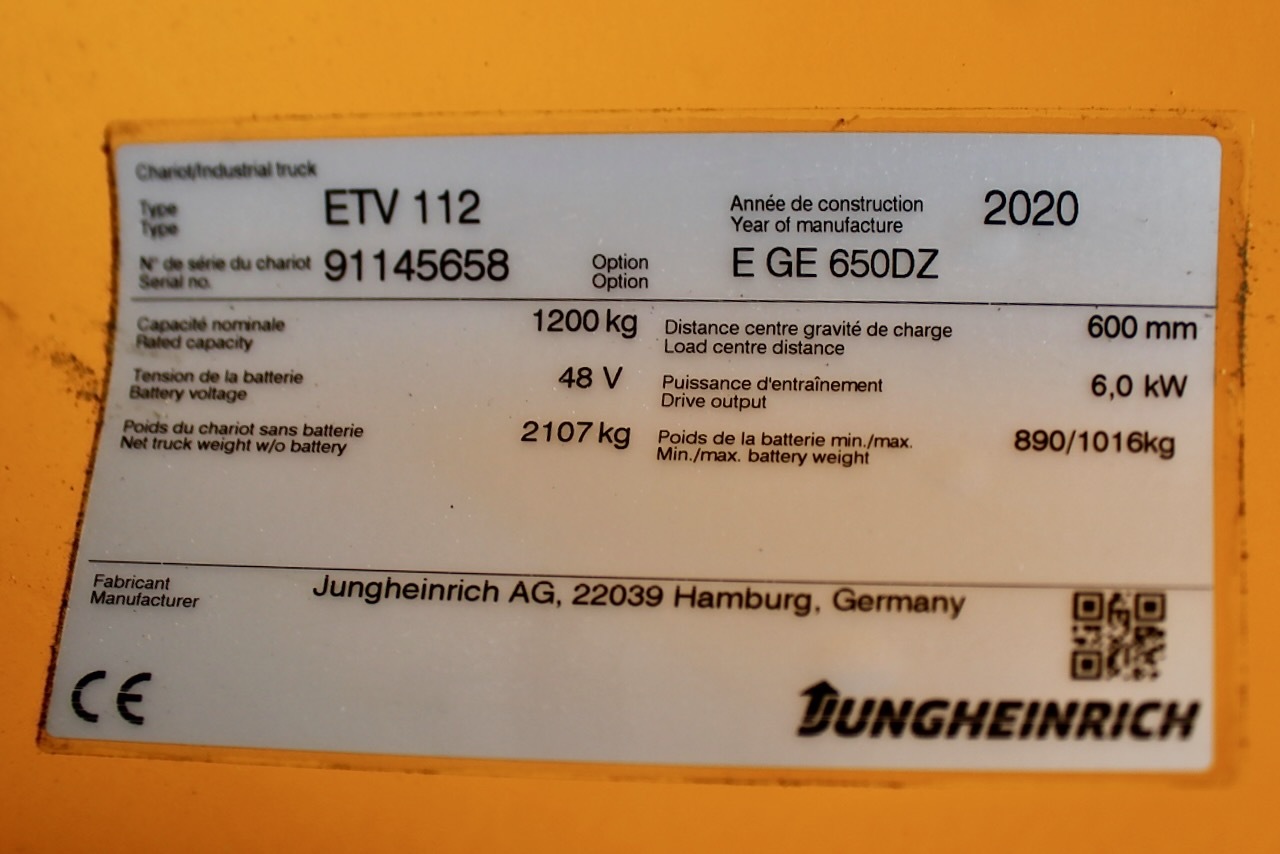 Chariot/Industrial truck
Type
Type
ETV 112
Année de construction
Year of manufacture
2020
N° de série du chariot
Serial no.
91145658
Option
Option
E GE 650DZ
Capacité nominale
Rated capacity
1200 kg
Distance centre gravité de charge
Load centre distance
600 mm
Tension de la batterie
Battery voltage
48 V
Puissance d'entraînement
Drive output
6,0 kW
Poids du chariot sans batterie
Net truck weight w/o battery
2107 kg
Poids de la batterie min./max.
Min./max. battery weight
890/1016kg
Fabricant
Manufacturer
Jungheinrich AG, 22039 Hamburg, Germany
CE
JUNGHEINRICH